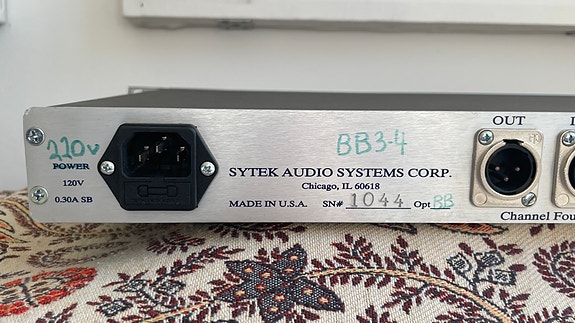 220v
POWER
120V
0.30A SB
BB3-4
SYTEK AUDIO SYSTEMS CORP.
Chicago, IL 60618
MADE IN U.S.A. SN# 1044 Opt BB
OUT
Channel Fou